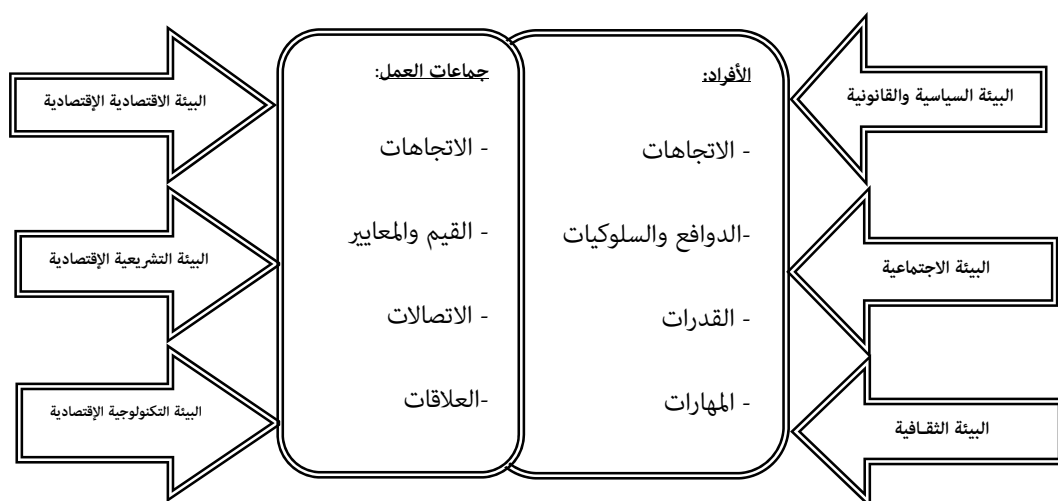 البيئة السياسية والقانونية
البيئة الاجتماعية
البيئة الثقـافية
الأفراد:
- الاتجاهات
-الدوافع والسلوكيات
- القدرات
- المهارات
جماعات العمل:
- الاتجاهات
- القيم والمعايير
- الاتصالات
-العلاقات
البيئة الاقتصادية الإقتصادية
البيئة التشريعية الإقتصادية
البيئة التكنولوجية الإقتصادية